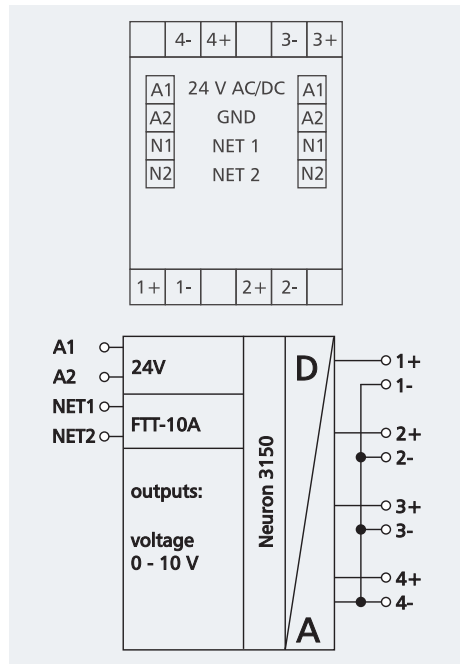 4- 4+ 3- 3+
A1 24 V AC/DC A1
A2 GND A2
N1 NET 1 N1
N2 NET 2 N2
1+ 1- 2+ 2-
A1
A2
NET1
NET2
24V
FTT-10A
outputs:
voltage
0 - 10 V
Neuron 3150
D
A
1+
1-
2+
2-
3+
3-
4+
4-